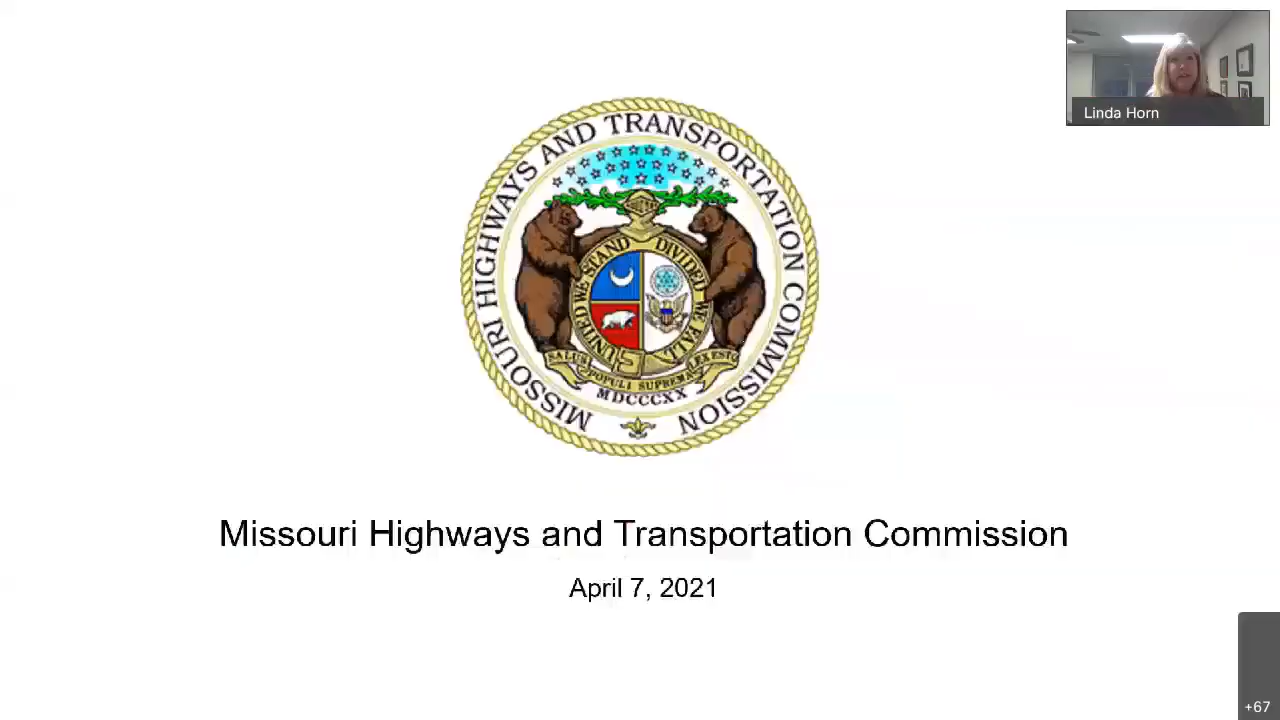 Linda Horn
MISSOURI HIGHWAYS AND TRANSPORTATION COMMISSION
UNITED WE STAND DIVIDED WE FALL
SALUS POPULI SUPREMA LEX ESTO
MDCCCXX
Missouri Highways and Transportation Commission
April 7, 2021
+67